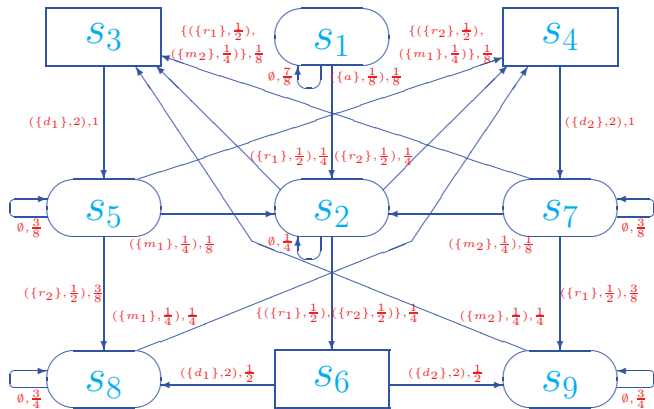 s₃ s₁ s₄
{({r₁},½), {({r₂},½),
({m₂},¼)},⅛ ({m₁},¼)},⅛
∅,⅞ ({a},⅛),⅛
({d₁},2),1 ({d₂},2),1
({r₁},½),¼ ({r₂},½),¼
s₅ s₂ s₇
∅,⅜ ({m₁},¼),⅛ ∅,¼ ({m₂},¼),⅛ ∅,⅜
({r₂},½),⅜ ({r₁},½),⅜
({m₁},¼),¼ {({r₁},½),({r₂},½)},¼ ({m₂},¼),¼
s₈ ({d₁},2),½ s₆ ({d₂},2),½ s₉
∅,¾ ∅,¾